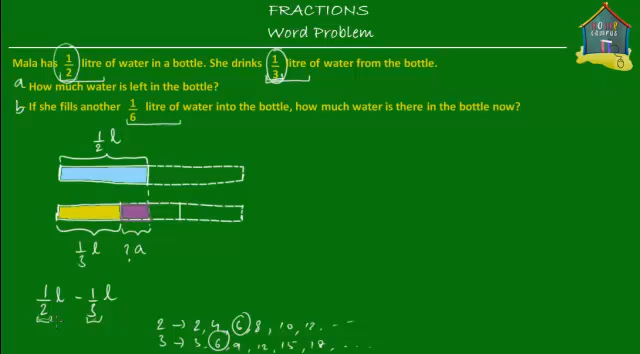 FRACTIONS
Word Problem
Mala has 1/2 litre of water in a bottle. She drinks 1/3 litre of water from the bottle.
a How much water is left in the bottle?
b If she fills another 1/6 litre of water into the bottle, how much water is there in the bottle now?
1/2 l
1/3 l ? a
1/2 l - 1/3 l
2 → 2, 4, 6, 8, 10, 12, ...
3 → 3, 6, 9, 12, 15, 18, ....